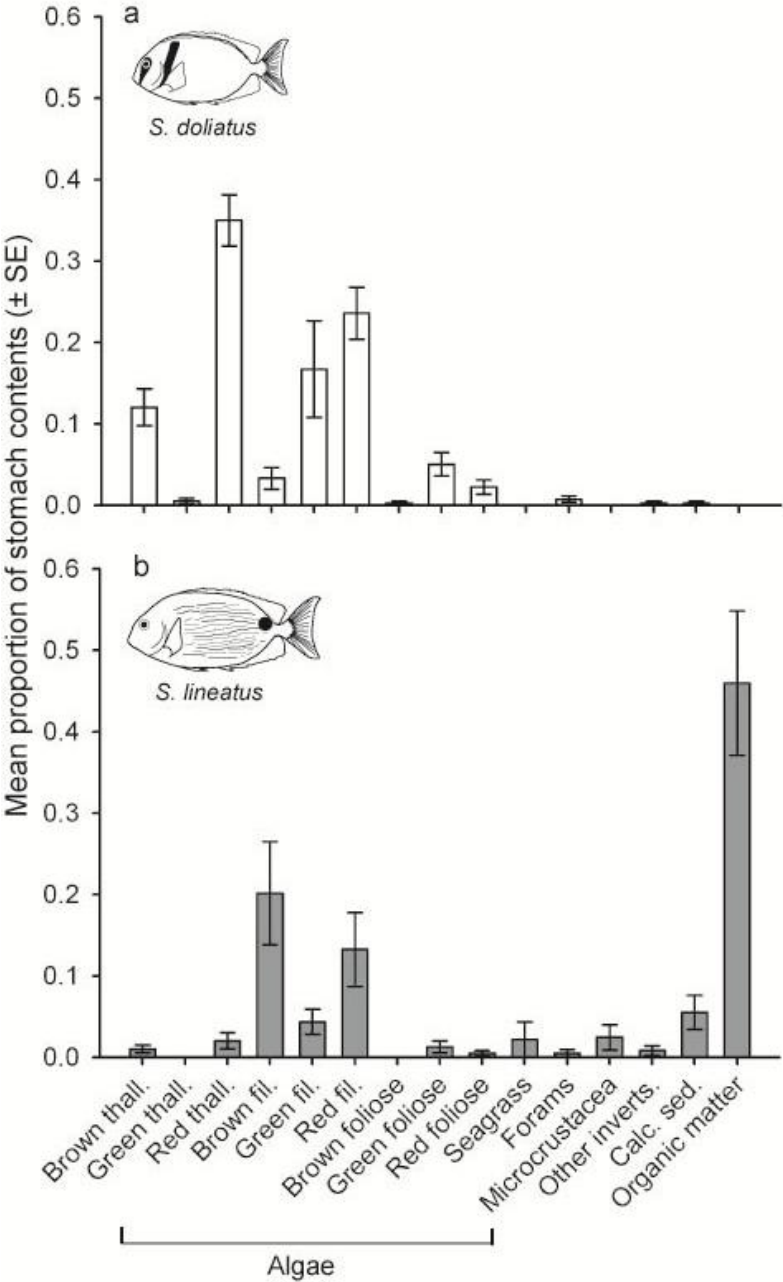 Mean proportion of stomach contents (± SE)
a
S. doliatus
0.6
0.5
0.4
0.3
0.2
0.1
0.0
b
S. lineatus
0.6
0.5
0.4
0.3
0.2
0.1
0.0
Brown thall.
Green thall.
Red thall.
Brown fil.
Green fil.
Red fil.
Brown foliose
Green foliose
Red foliose
Seagrass
Forams
Microcrustacea
Other inverts.
Calc. sed.
Organic matter
Algae